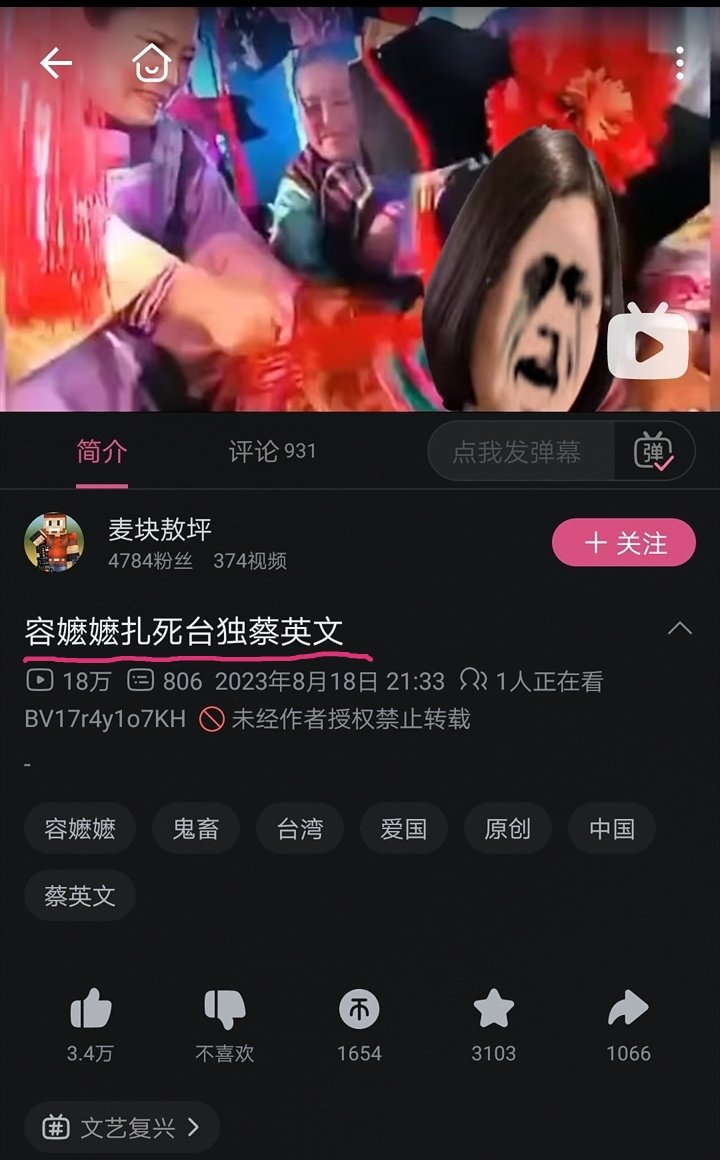 简介
评论 931
点我发弹幕
弹
麦块敖坪
4784粉丝 374视频
+ 关注
容嬷嬷扎死台独蔡英文
18万 806 2023年8月18日 21:33 1人正在看
BV17r4y1o7KH 未经作者授权禁止转载
-
容嬷嬷 鬼畜 台湾 爱国 原创 中国
蔡英文
3.4万 不喜欢 1654 3103 1066
# 文艺复兴 >